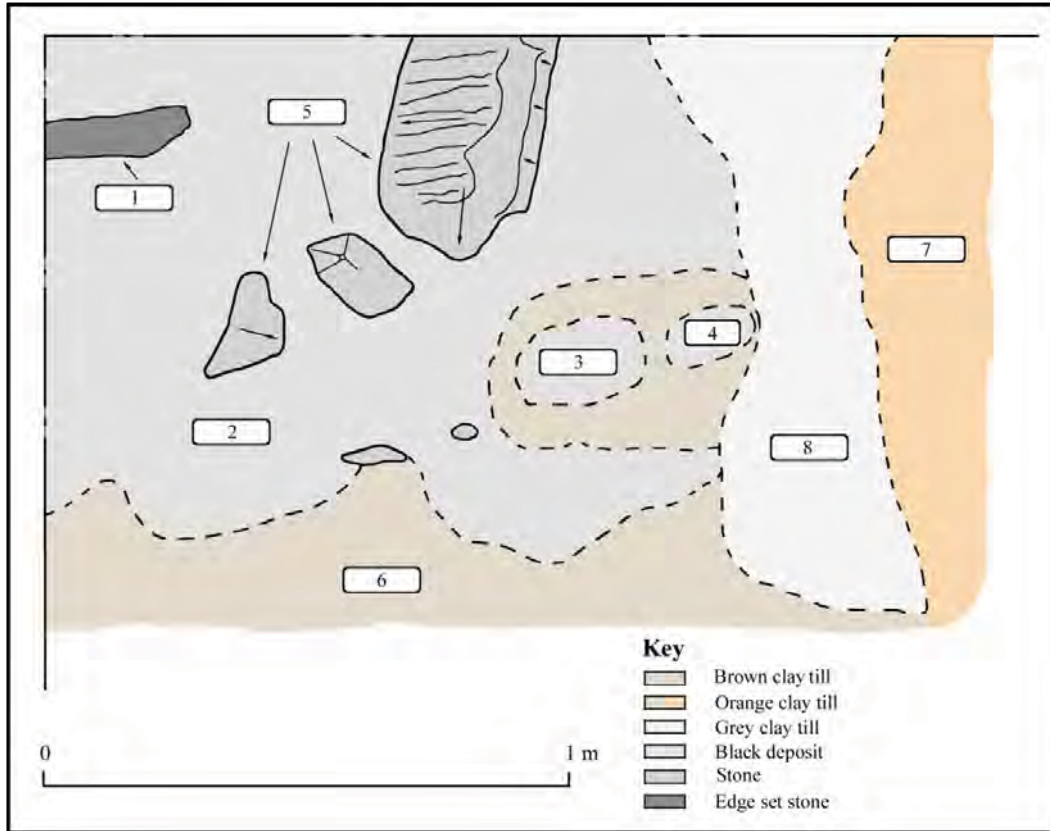 5
1
7
4
3
2
8
6
Key
Brown clay till
Orange clay till
Grey clay till
Black deposit
Stone
Edge set stone
0
1 m